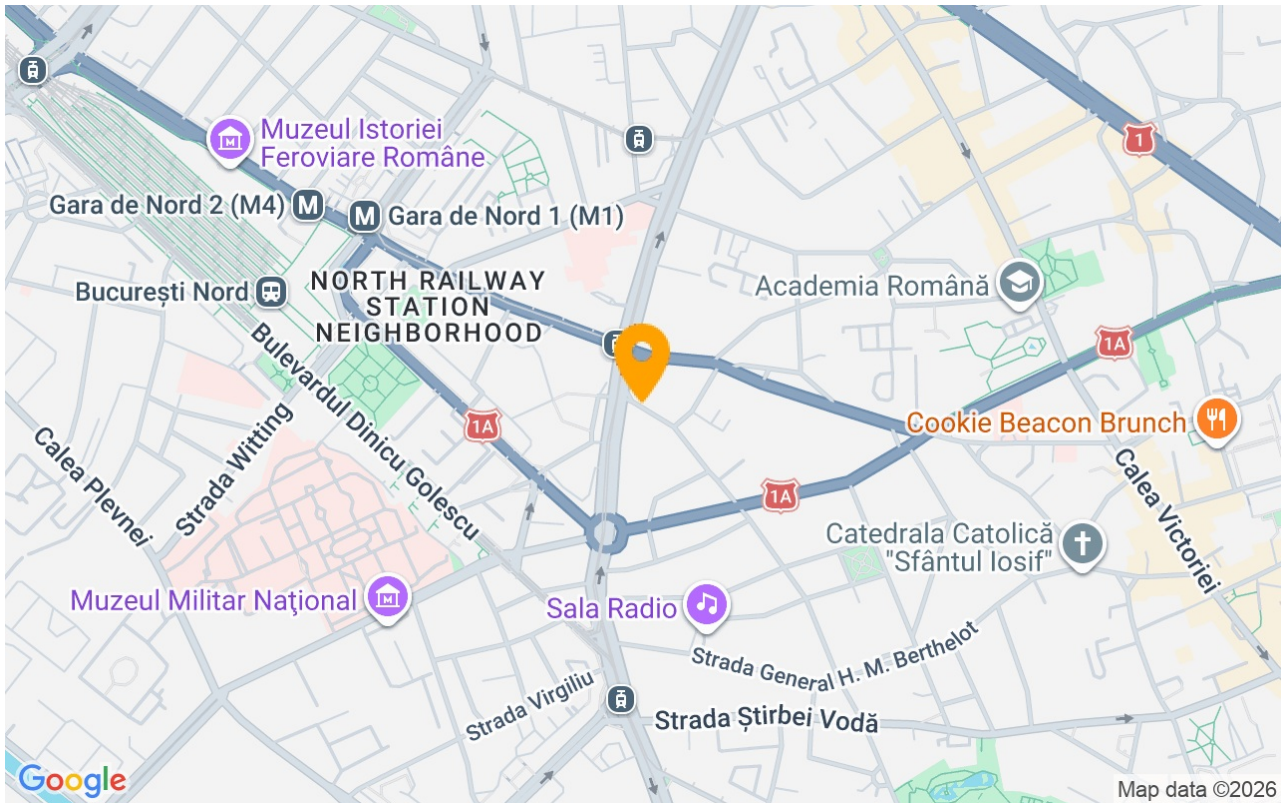 1
Muzeul Istoriei
Feroviare Române
Gara de Nord 2 (M4)
M
M
Gara de Nord 1 (M1)
București Nord
NORTH RAILWAY
STATION
NEIGHBORHOOD
Academia Română
1A
Bulevardul Dinicu Golescu
1A
Cookie Beacon Brunch
Strada Witting
Calea Plevnei
Calea Victoriei
1A
Catedrala Catolică
"Sfântul Iosif"
Muzeul Militar Naţional
Sala Radio
Strada General H. M. Berthelot
Strada Virgiliu
Strada Știrbei Vodă
Google
Map data ©2026